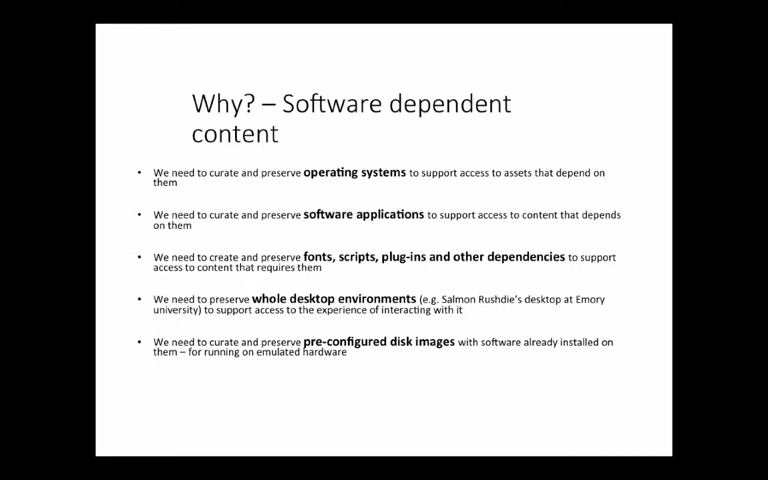 Why? – Software dependent
content
• We need to curate and preserve operating systems to support access to assets that depend on
them
• We need to curate and preserve software applications to support access to content that depends
on them
• We need to create and preserve fonts, scripts, plug-ins and other dependencies to support
access to content that requires them
• We need to preserve whole desktop environments (e.g. Salmon Rushdie's desktop at Emory
university) to support access to the experience of interacting with it
• We need to curate and preserve pre-configured disk images with software already installed on
them – for running on emulated hardware